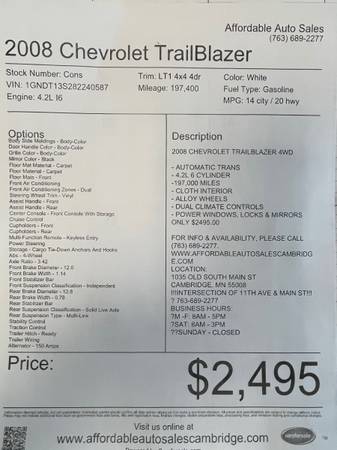 Affordable Auto Sales
(763) 689-2277
2008 Chevrolet TrailBlazer
Stock Number: Cons
Trim: LT1 4x4 4dr
Color: White
VIN: 1GNDT13S282240587
Mileage: 197,400
Fuel Type: Gasoline
Engine: 4.2L I6
MPG: 14 city / 20 hwy
Options
Body Side Moldings - Body-Color
Door Handle Color - Body-Color
Grille Color - Body-Color
Mirror Color - Black
Floor Mat Material - Carpet
Floor Material - Carpet
Floor Mats - Front
Front Air Conditioning
Front Air Conditioning Zones - Dual
Steering Wheel Trim - Vinyl
Assist Handle - Front
Assist Handle - Rear
Center Console - Front Console With Storage
Cruise Control
Cupholders - Front
Cupholders - Rear
Multi-Function Remote - Keyless Entry
Power Steering
Storage - Cargo Tie-Down Anchors And Hooks
Abs - 4-Wheel
Axle Ratio - 3.42
Front Brake Diameter - 12.0
Front Brake Width - 1.14
Front Stabilizer Bar
Front Suspension Classification - Independent
Rear Brake Diameter - 12.8
Rear Brake Width - 0.78
Rear Stabilizer Bar
Rear Suspension Classification - Solid Live Axle
Rear Suspension Type - Multi-Link
Stability Control
Traction Control
Trailer Hitch - Ready
Trailer Wiring
Alternator - 150 Amps
Description
2008 CHEVROLET TRAILBLAZER 4WD
- AUTOMATIC TRANS
- 4.2L 6 CYLINDER
-197,000 MILES
- CLOTH INTERIOR
- ALLOY WHEELS
- DUAL CLIMATE CONTROLS
- POWER WINDOWS, LOCKS & MIRRORS
ONLY $2495.00
FOR INFO & AVAILABILITY, PLEASE CALL
(763) 689-2277,
WWW.AFFORDABLEAUTOSALESCAMBRIDG
E.COM
LOCATION:
1035 OLD SOUTH MAIN ST
CAMBRIDGE, MN 55008
!!!INTERSECTION OF 11TH AVE & MAIN ST!!!
? 763-689-2277
BUSINESS HOURS:
?M -F: 8AM - 5PM
?SAT: 8AM - 3PM
??SUNDAY - CLOSED
Price:
$2,495
Visit us online at
www.affordableautosalescambridge.com
carsforsale